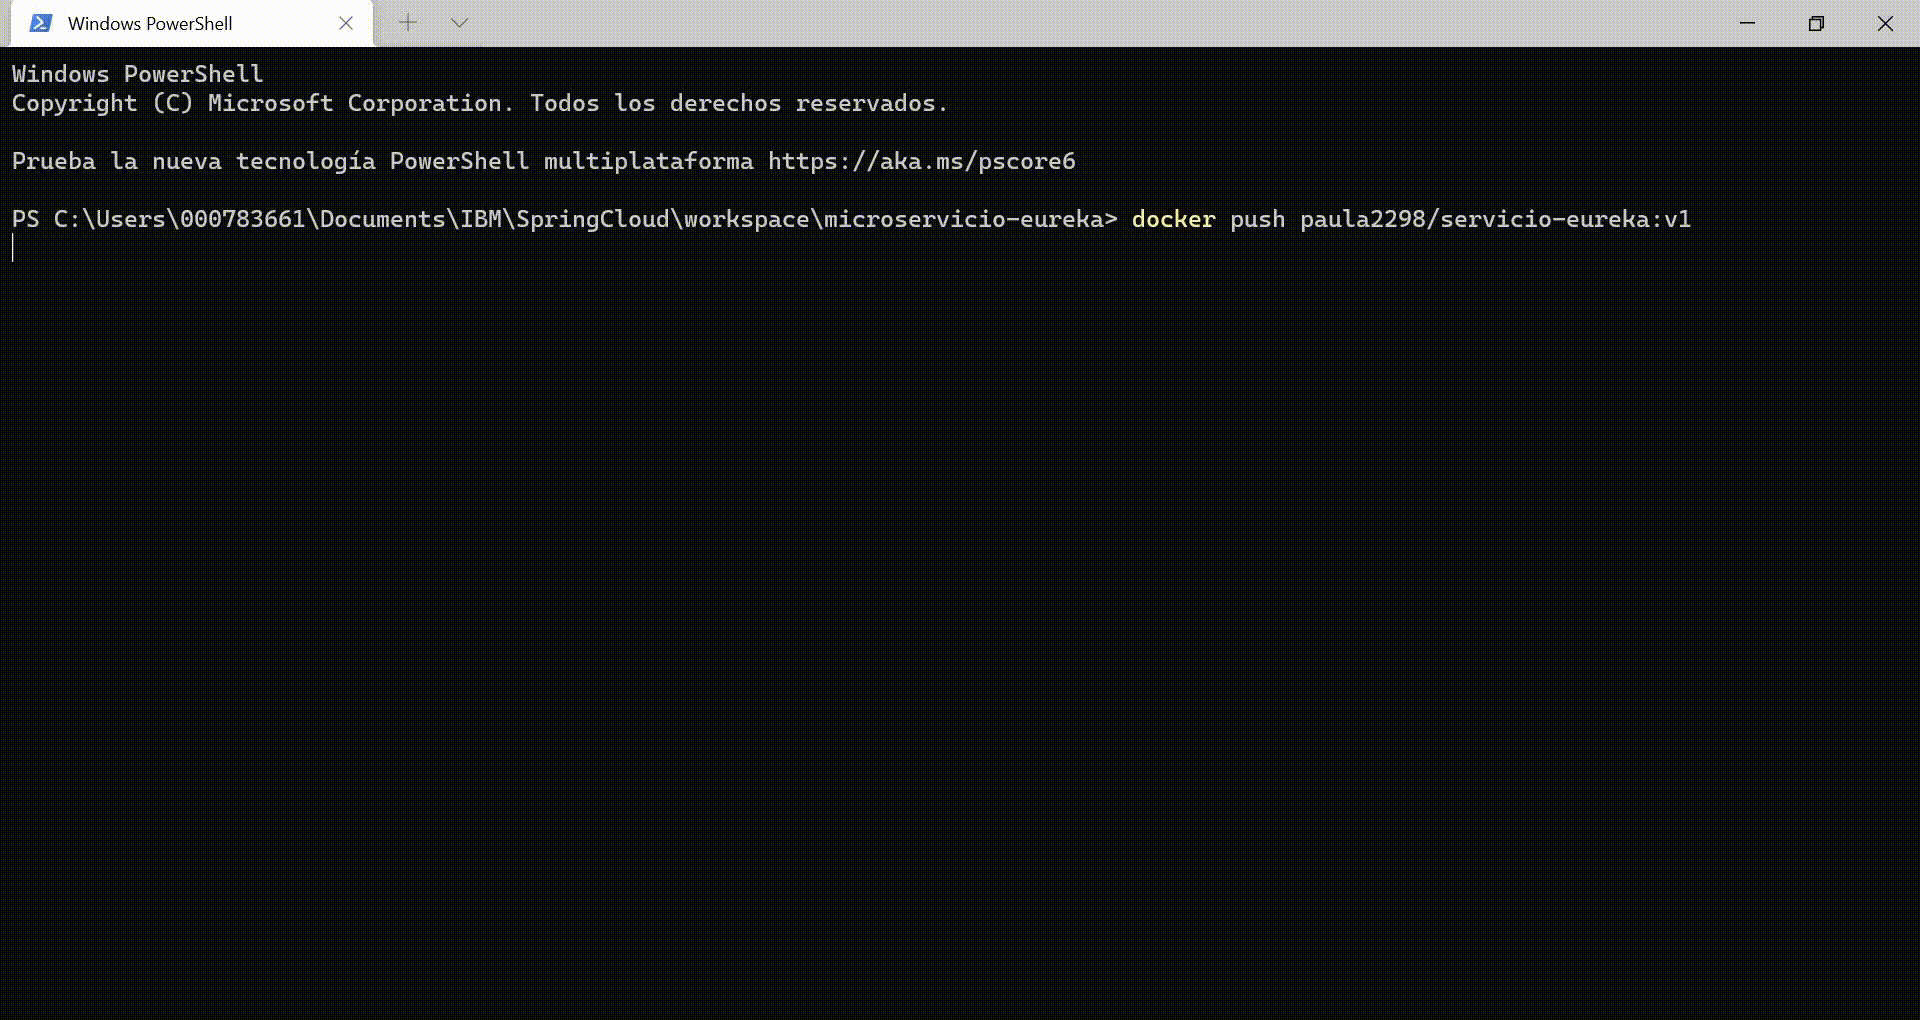 Windows PowerShell
Windows PowerShell
Copyright (C) Microsoft Corporation. Todos los derechos reservados.
Prueba la nueva tecnología PowerShell multiplataforma https://aka.ms/pscore6
PS C:\Users\000783661\Documents\IBM\SpringCloud\workspace\microservicio-eureka> docker push paula2298/servicio-eureka:v1